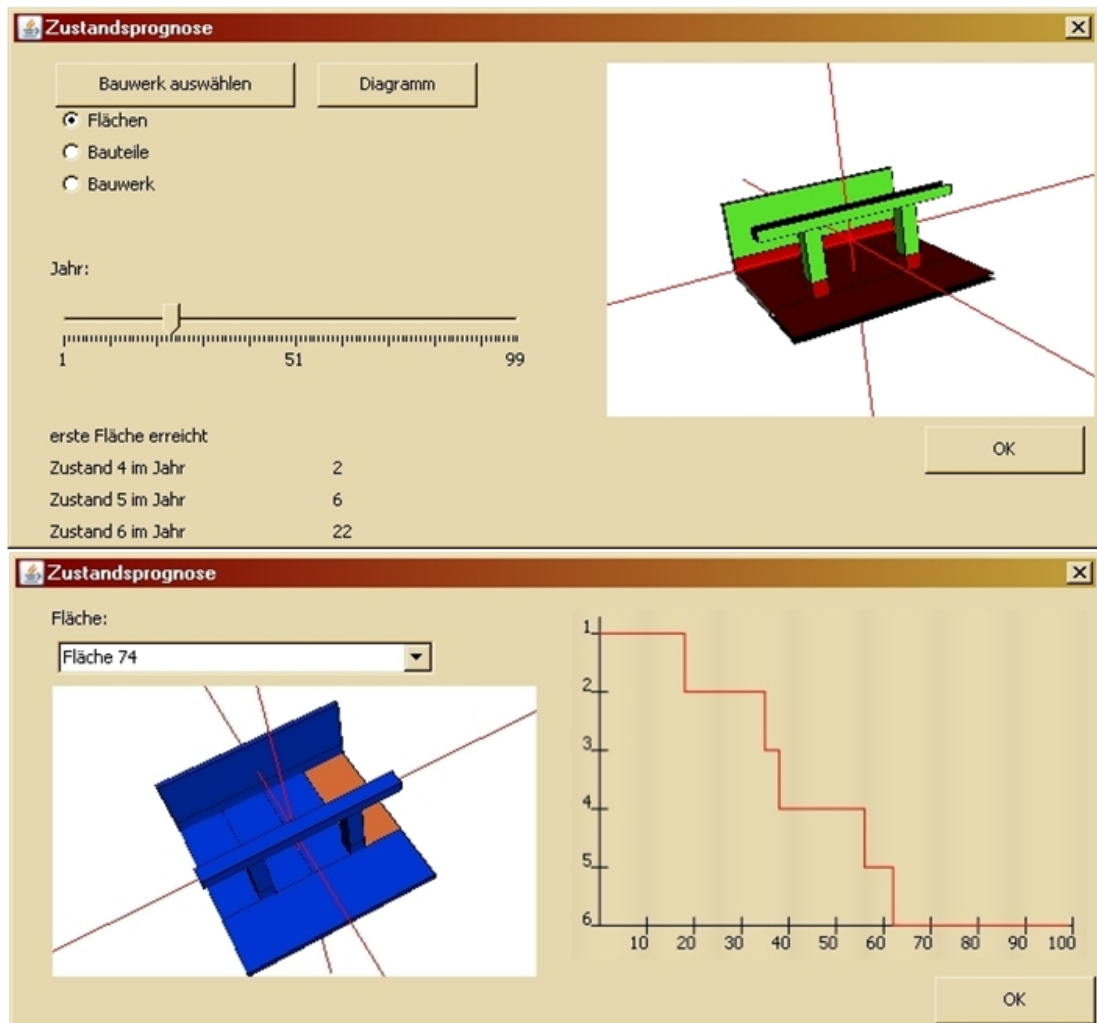 Zustandsprognose
Bauwerk auswählen Diagramm
Flächen
Bauteile
Bauwerk
Jahr:
1 51 99
erste Fläche erreicht
Zustand 4 im Jahr 2
Zustand 5 im Jahr 6
Zustand 6 im Jahr 22
OK
Zustandsprognose
Fläche:
Fläche 74
1
2
3
4
5
6
10 20 30 40 50 60 70 80 90 100
OK